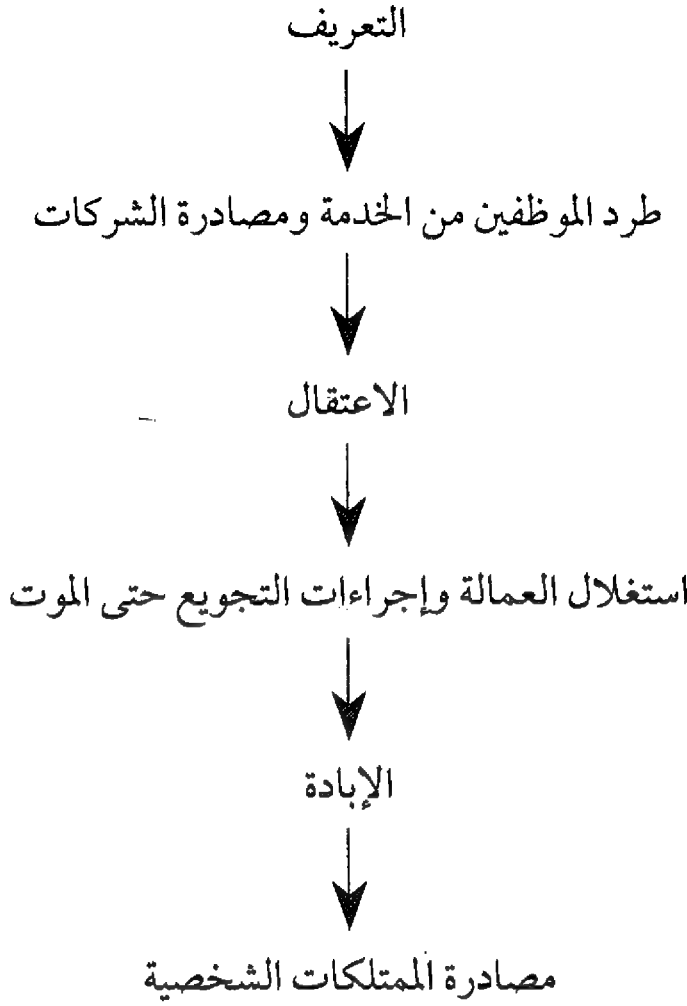 التعريف
طرد الموظفين من الخدمة ومصادرة الشركات
الاعتقال
استغلال العمالة وإجراءات التجويع حتى الموت
الإبادة
مصادرة الممتلكات الشخصية